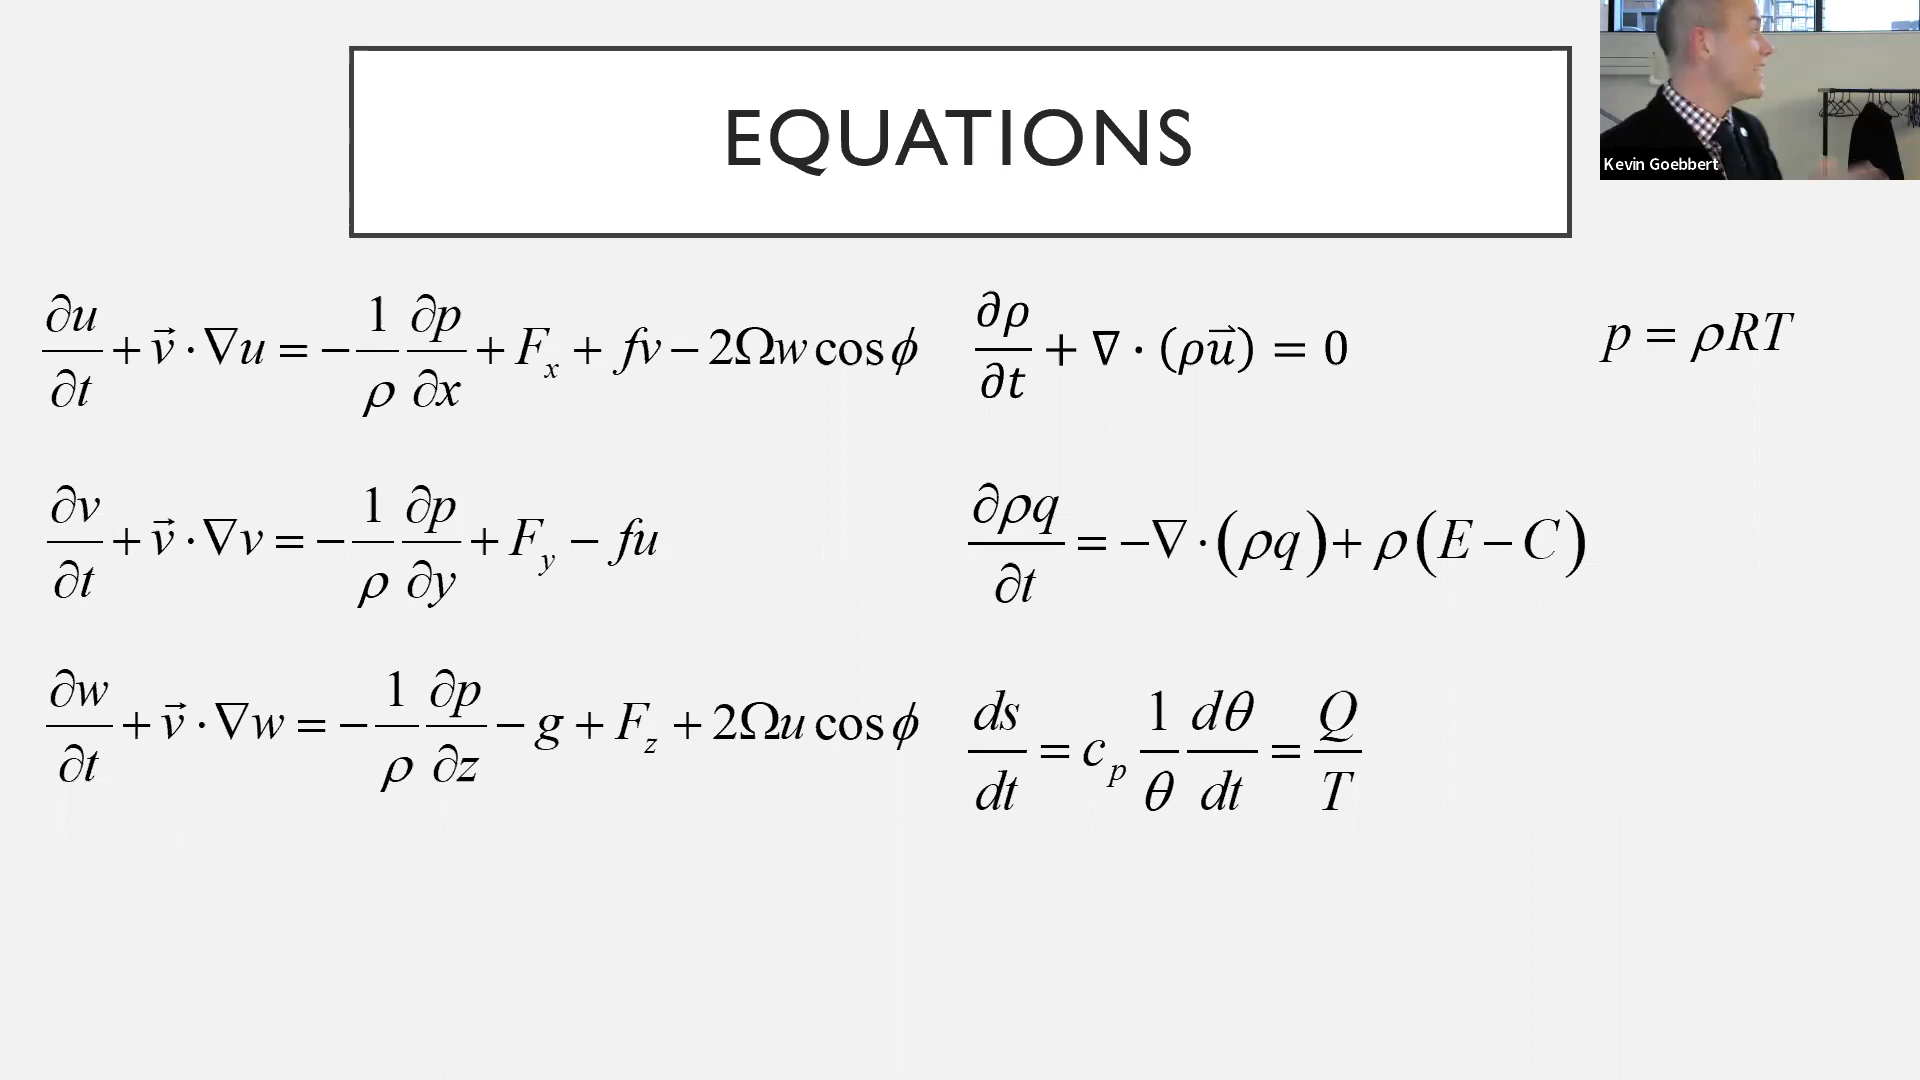 EQUATIONS
Kevin Goebbert
∂u/∂t + v⃗ · ∇u = −1/ρ ∂p/∂x + Fₓ + fv − 2Ωw cos ϕ
∂v/∂t + v⃗ · ∇v = −1/ρ ∂p/∂y + F_y − fu
∂w/∂t + v⃗ · ∇w = −1/ρ ∂p/∂z − g + F_z + 2Ωu cos ϕ
∂ρ/∂t + ∇ · (ρu⃗) = 0
∂ρq/∂t = −∇ · (ρq) + ρ(E − C)
ds/dt = c_p 1/θ dθ/dt = Q/T
p = ρRT